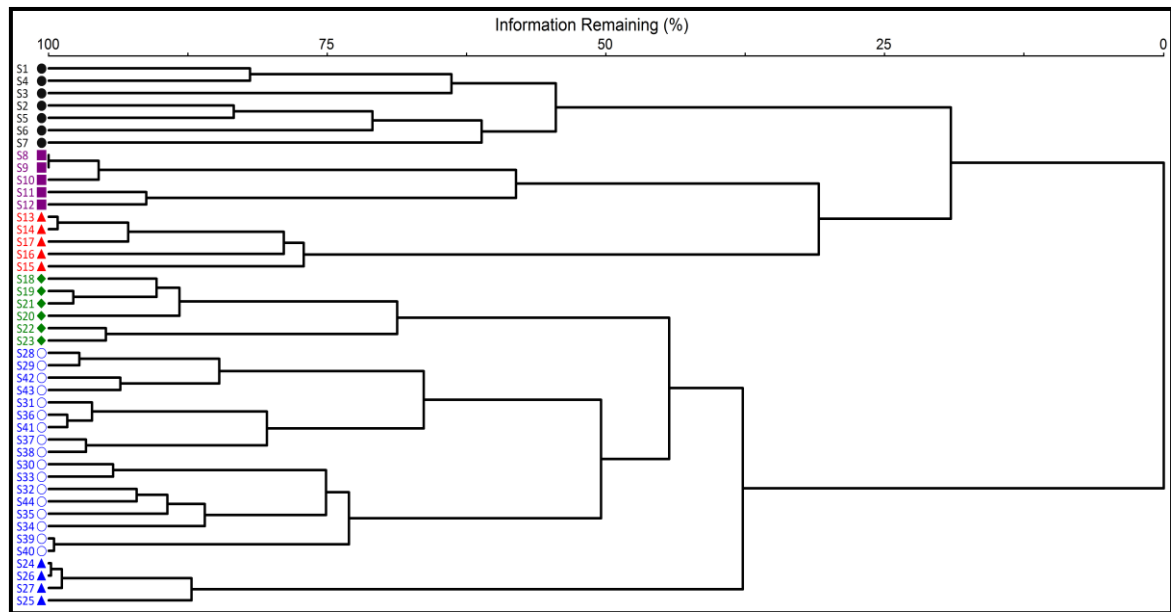 Information Remaining (%)
100 75 50 25 0
S1
S4
S3
S2
S5
S6
S7
S8
S9
S10
S11
S12
S13
S14
S17
S16
S15
S18
S19
S21
S20
S22
S23
S28
S29
S42
S43
S31
S36
S41
S37
S38
S30
S33
S32
S44
S35
S34
S39
S40
S24
S26
S27
S25